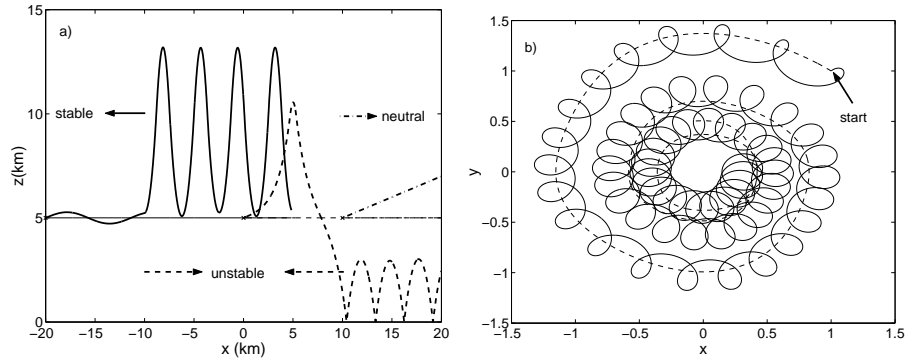 a)
15
10
5
0
z(km)
stable
neutral
unstable
−20 −15 −10 −5 0 5 10 15 20
x (km)
b)
1.5
1
0.5
0
−0.5
−1
−1.5
y
start
−1.5 −1 −0.5 0 0.5 1 1.5
x